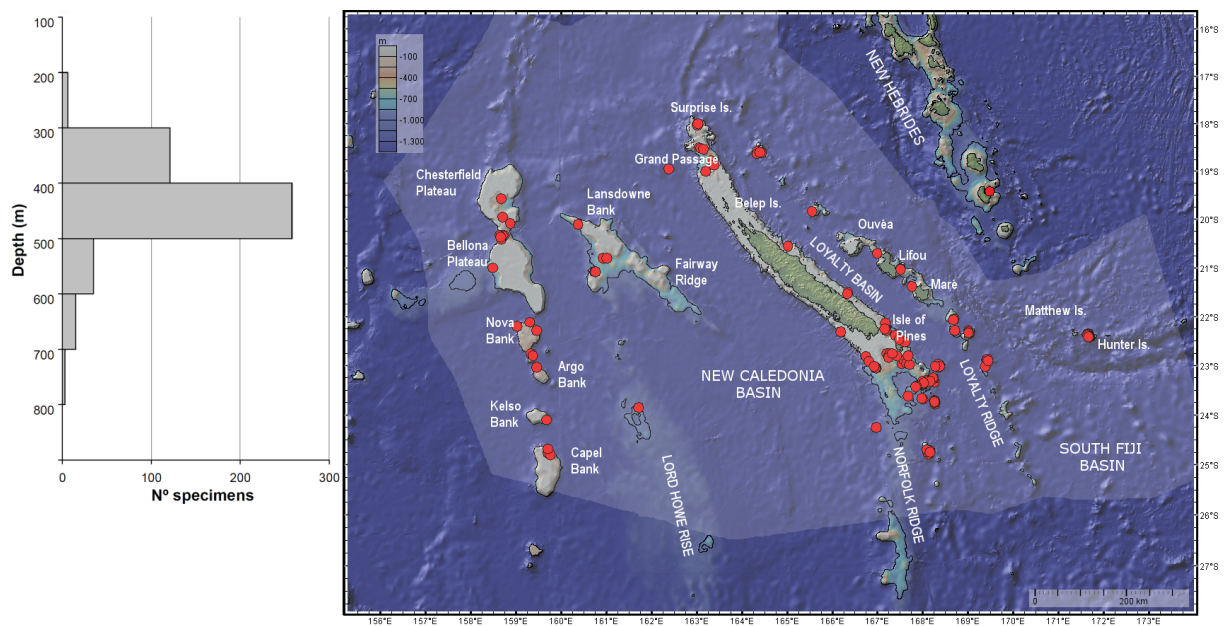 100
200
300
400
500
600
700
800
Depth (m)
0 100 200 300
Nº specimens
m
-100
-400
-700
-1.000
-1.300
Surprise Is.
Grand Passage
Chesterfield
Plateau
Lansdowne
Bank
Belep Is.
NEW HEBRIDES
Ouvéa
Lifou
Marè
LOYALTY BASIN
Bellona
Plateau
Fairway
Ridge
Matthew Is.
Hunter Is.
Nova
Bank
Isle of
Pines
Argo
Bank
NEW CALEDONIA
BASIN
LOYALTY RIDGE
Kelso
Bank
Capel
Bank
SOUTH FIJI
BASIN
LORD HOWE RISE
NORFOLK RIDGE
0 200 km
16°S
17°S
18°S
19°S
20°S
21°S
22°S
23°S
24°S
25°S
26°S
27°S
156°E 157°E 158°E 159°E 160°E 161°E 162°E 163°E 164°E 165°E 166°E 167°E 168°E 169°E 170°E 171°E 172°E 173°E